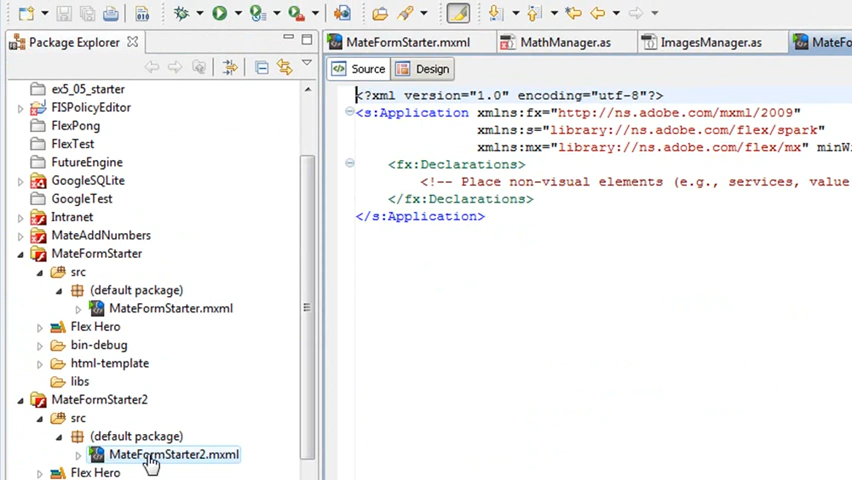 Package Explorer
ex5_05_starter
FISPolicyEditor
FlexPong
FlexTest
FutureEngine
GoogleSQLite
GoogleTest
Intranet
MateAddNumbers
MateFormStarter
src
(default package)
MateFormStarter.mxml
Flex Hero
bin-debug
html-template
libs
MateFormStarter2
src
(default package)
MateFormStarter2.mxml
Flex Hero
MateFormStarter.mxml
MathManager.as
ImagesManager.as
MateFo
Source
Design
<?xml version="1.0" encoding="utf-8"?>
<s:Application xmlns:fx="http://ns.adobe.com/mxml/2009"
xmlns:s="library://ns.adobe.com/flex/spark"
xmlns:mx="library://ns.adobe.com/flex/mx" minWi
<fx:Declarations>
<!-- Place non-visual elements (e.g., services, value
</fx:Declarations>
</s:Application>